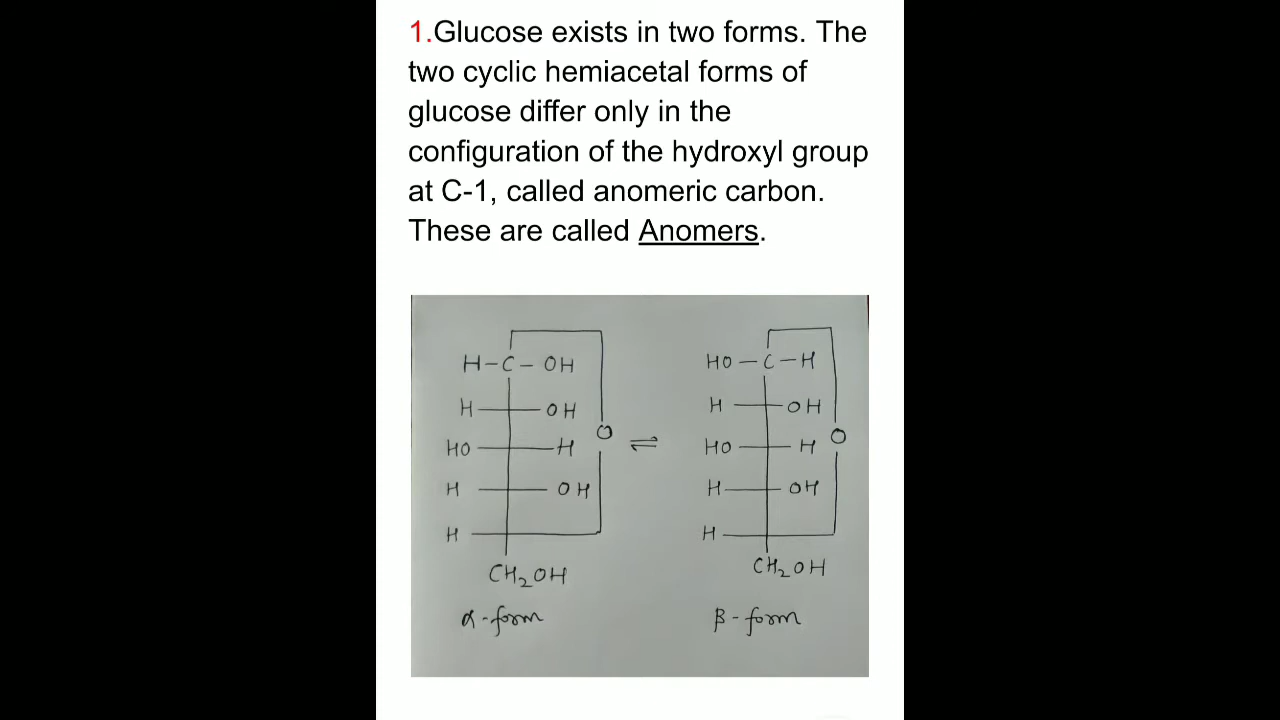 1.Glucose exists in two forms. The
two cyclic hemiacetal forms of
glucose differ only in the
configuration of the hydroxyl group
at C-1, called anomeric carbon.
These are called Anomers.
H-C-OH HO-C-H
H OH H OH
HO H O ⇌ HO H O
H OH H OH
H H
CH₂OH CH₂OH
α-form β-form